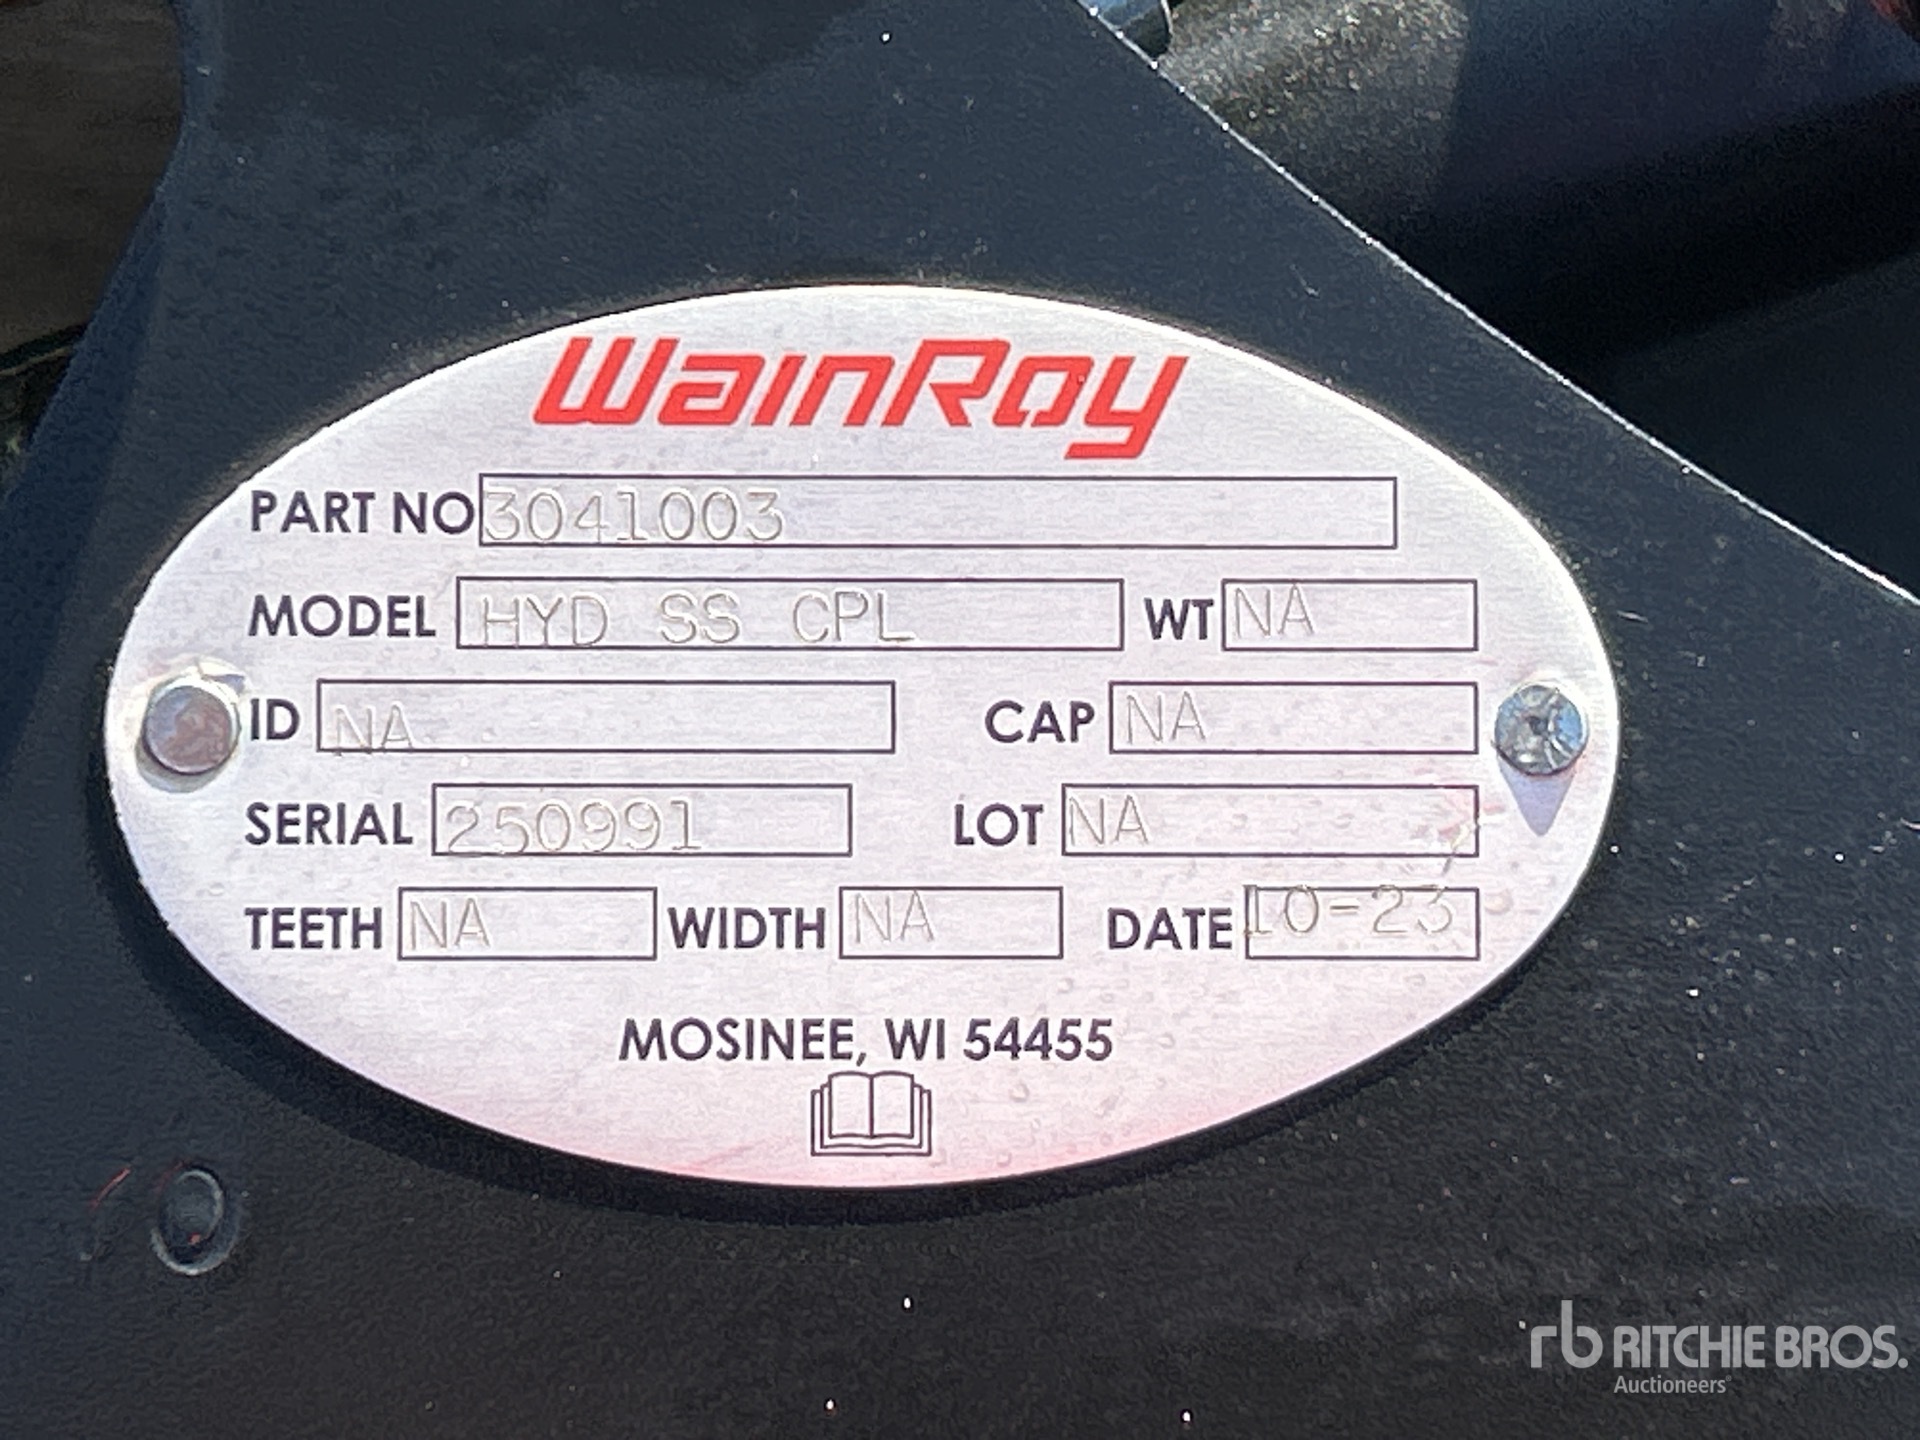 WainRoy
PART NO 3041003
MODEL HYD SS CPL WT NA
ID NA CAP NA
SERIAL 250991 LOT NA
TEETH NA WIDTH NA DATE 10-23
MOSINEE, WI 54455
rb RITCHIE BROS.
Auctioneers